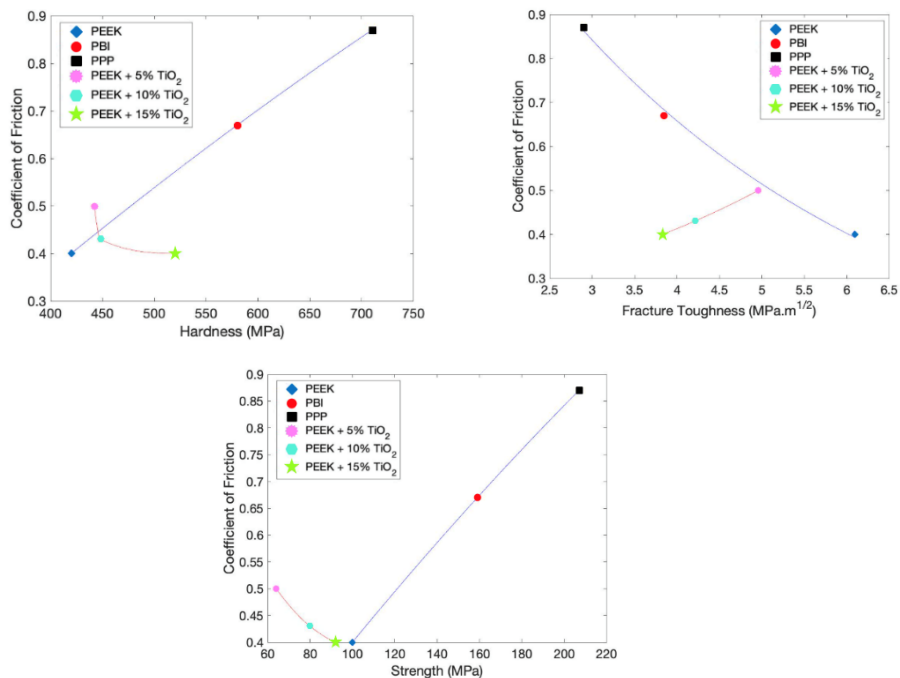 0.9
0.8
0.7
0.6
0.5
0.4
0.3
Coefficient of Friction
PEEK
PBI
PPP
PEEK + 5% TiO₂
PEEK + 10% TiO₂
PEEK + 15% TiO₂
400 450 500 550 600 650 700 750
Hardness (MPa)
0.9
0.8
0.7
0.6
0.5
0.4
0.3
Coefficient of Friction
PEEK
PBI
PPP
PEEK + 5% TiO₂
PEEK + 10% TiO₂
PEEK + 15% TiO₂
2.5 3 3.5 4 4.5 5 5.5 6 6.5
Fracture Toughness (MPa.m^1/2)
0.9
0.85
0.8
0.75
0.7
0.65
0.6
0.55
0.5
0.45
0.4
Coefficient of Friction
PEEK
PBI
PPP
PEEK + 5% TiO₂
PEEK + 10% TiO₂
PEEK + 15% TiO₂
60 80 100 120 140 160 180 200 220
Strength (MPa)